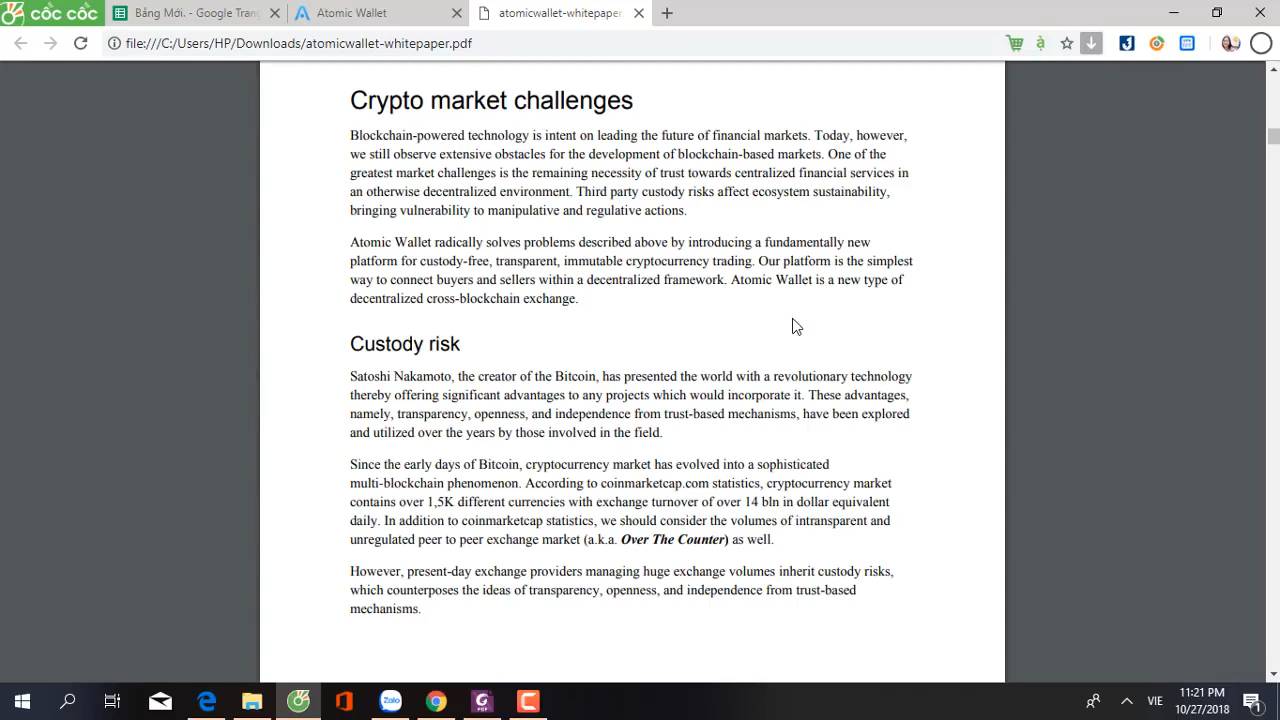 cốc cốc
Bảng Mới. - Google Trang
Atomic Wallet
atomicwallet-whitepaper.
file:///C:/Users/HP/Downloads/atomicwallet-whitepaper.pdf
Crypto market challenges
Blockchain-powered technology is intent on leading the future of financial markets. Today, however,
we still observe extensive obstacles for the development of blockchain-based markets. One of the
greatest market challenges is the remaining necessity of trust towards centralized financial services in
an otherwise decentralized environment. Third party custody risks affect ecosystem sustainability,
bringing vulnerability to manipulative and regulative actions.
Atomic Wallet radically solves problems described above by introducing a fundamentally new
platform for custody-free, transparent, immutable cryptocurrency trading. Our platform is the simplest
way to connect buyers and sellers within a decentralized framework. Atomic Wallet is a new type of
decentralized cross-blockchain exchange.
Custody risk
Satoshi Nakamoto, the creator of the Bitcoin, has presented the world with a revolutionary technology
thereby offering significant advantages to any projects which would incorporate it. These advantages,
namely, transparency, openness, and independence from trust-based mechanisms, have been explored
and utilized over the years by those involved in the field.
Since the early days of Bitcoin, cryptocurrency market has evolved into a sophisticated
multi-blockchain phenomenon. According to coinmarketcap.com statistics, cryptocurrency market
contains over 1,5K different currencies with exchange turnover of over 14 bln in dollar equivalent
daily. In addition to coinmarketcap statistics, we should consider the volumes of intransparent and
unregulated peer to peer exchange market (a.k.a. Over The Counter) as well.
However, present-day exchange providers managing huge exchange volumes inherit custody risks,
which counterposes the ideas of transparency, openness, and independence from trust-based
mechanisms.
Zalo
PDF
VIE
11:21 PM
10/27/2018
1